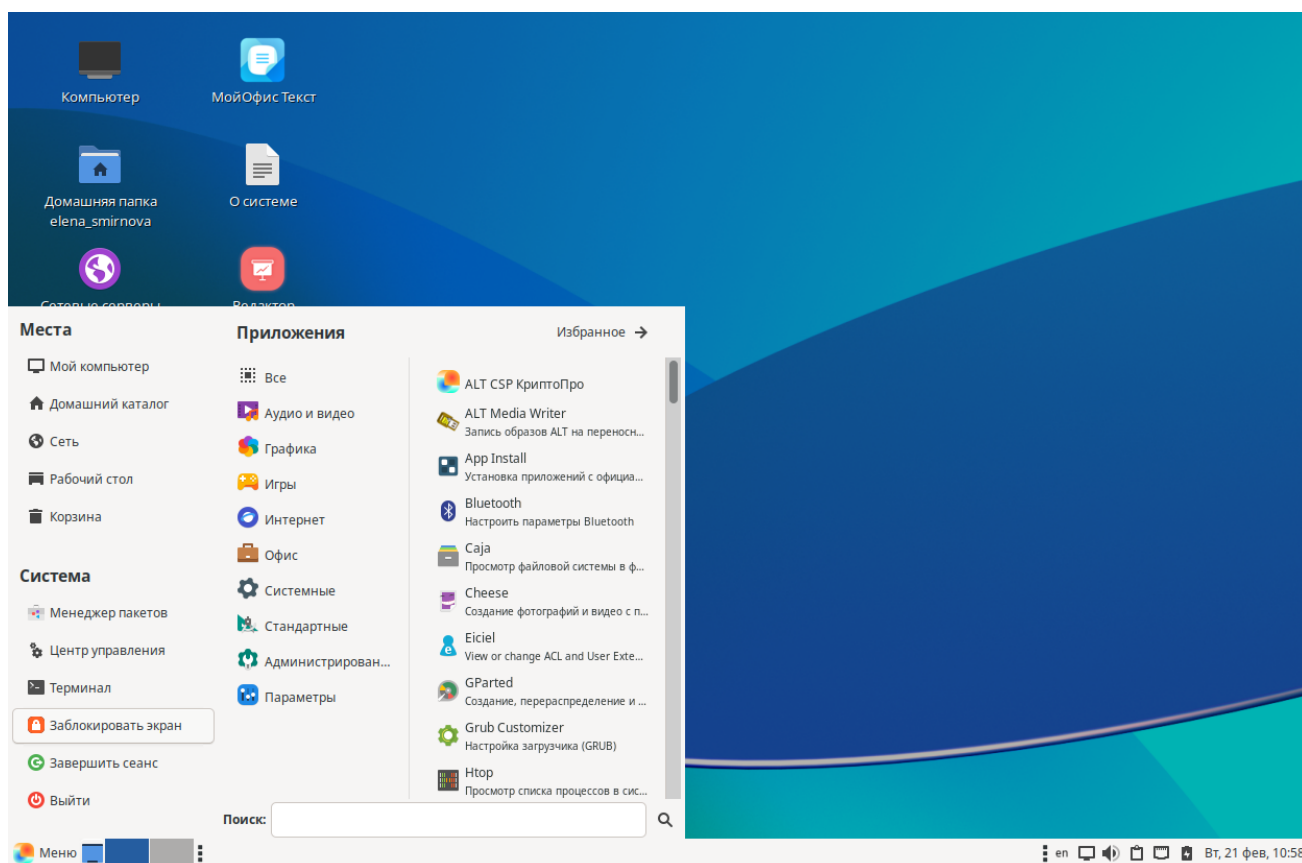 Компьютер
МойОфис Текст
Домашняя папка
elena_smirnova
О системе
Сетевые серверы
Редактор
Места
Мой компьютер
Домашний каталог
Сеть
Рабочий стол
Корзина
Система
Менеджер пакетов
Центр управления
Терминал
Заблокировать экран
Завершить сеанс
Выйти
Приложения
Избранное
Все
Аудио и видео
Графика
Игры
Интернет
Офис
Системные
Стандартные
Администрирован...
Параметры
ALT CSP КриптоПро
ALT Media Writer
Запись образов ALT на переносн...
App Install
Установка приложений с официа...
Bluetooth
Настроить параметры Bluetooth
Caja
Просмотр файловой системы в ф...
Cheese
Создание фотографий и видео с п...
Eiciel
View or change ACL and User Exte...
GParted
Создание, перераспределение и ...
Grub Customizer
Настройка загрузчика (GRUB)
Htop
Просмотр списка процессов в сис...
Поиск:
Меню
en
Вт, 21 фев, 10:58